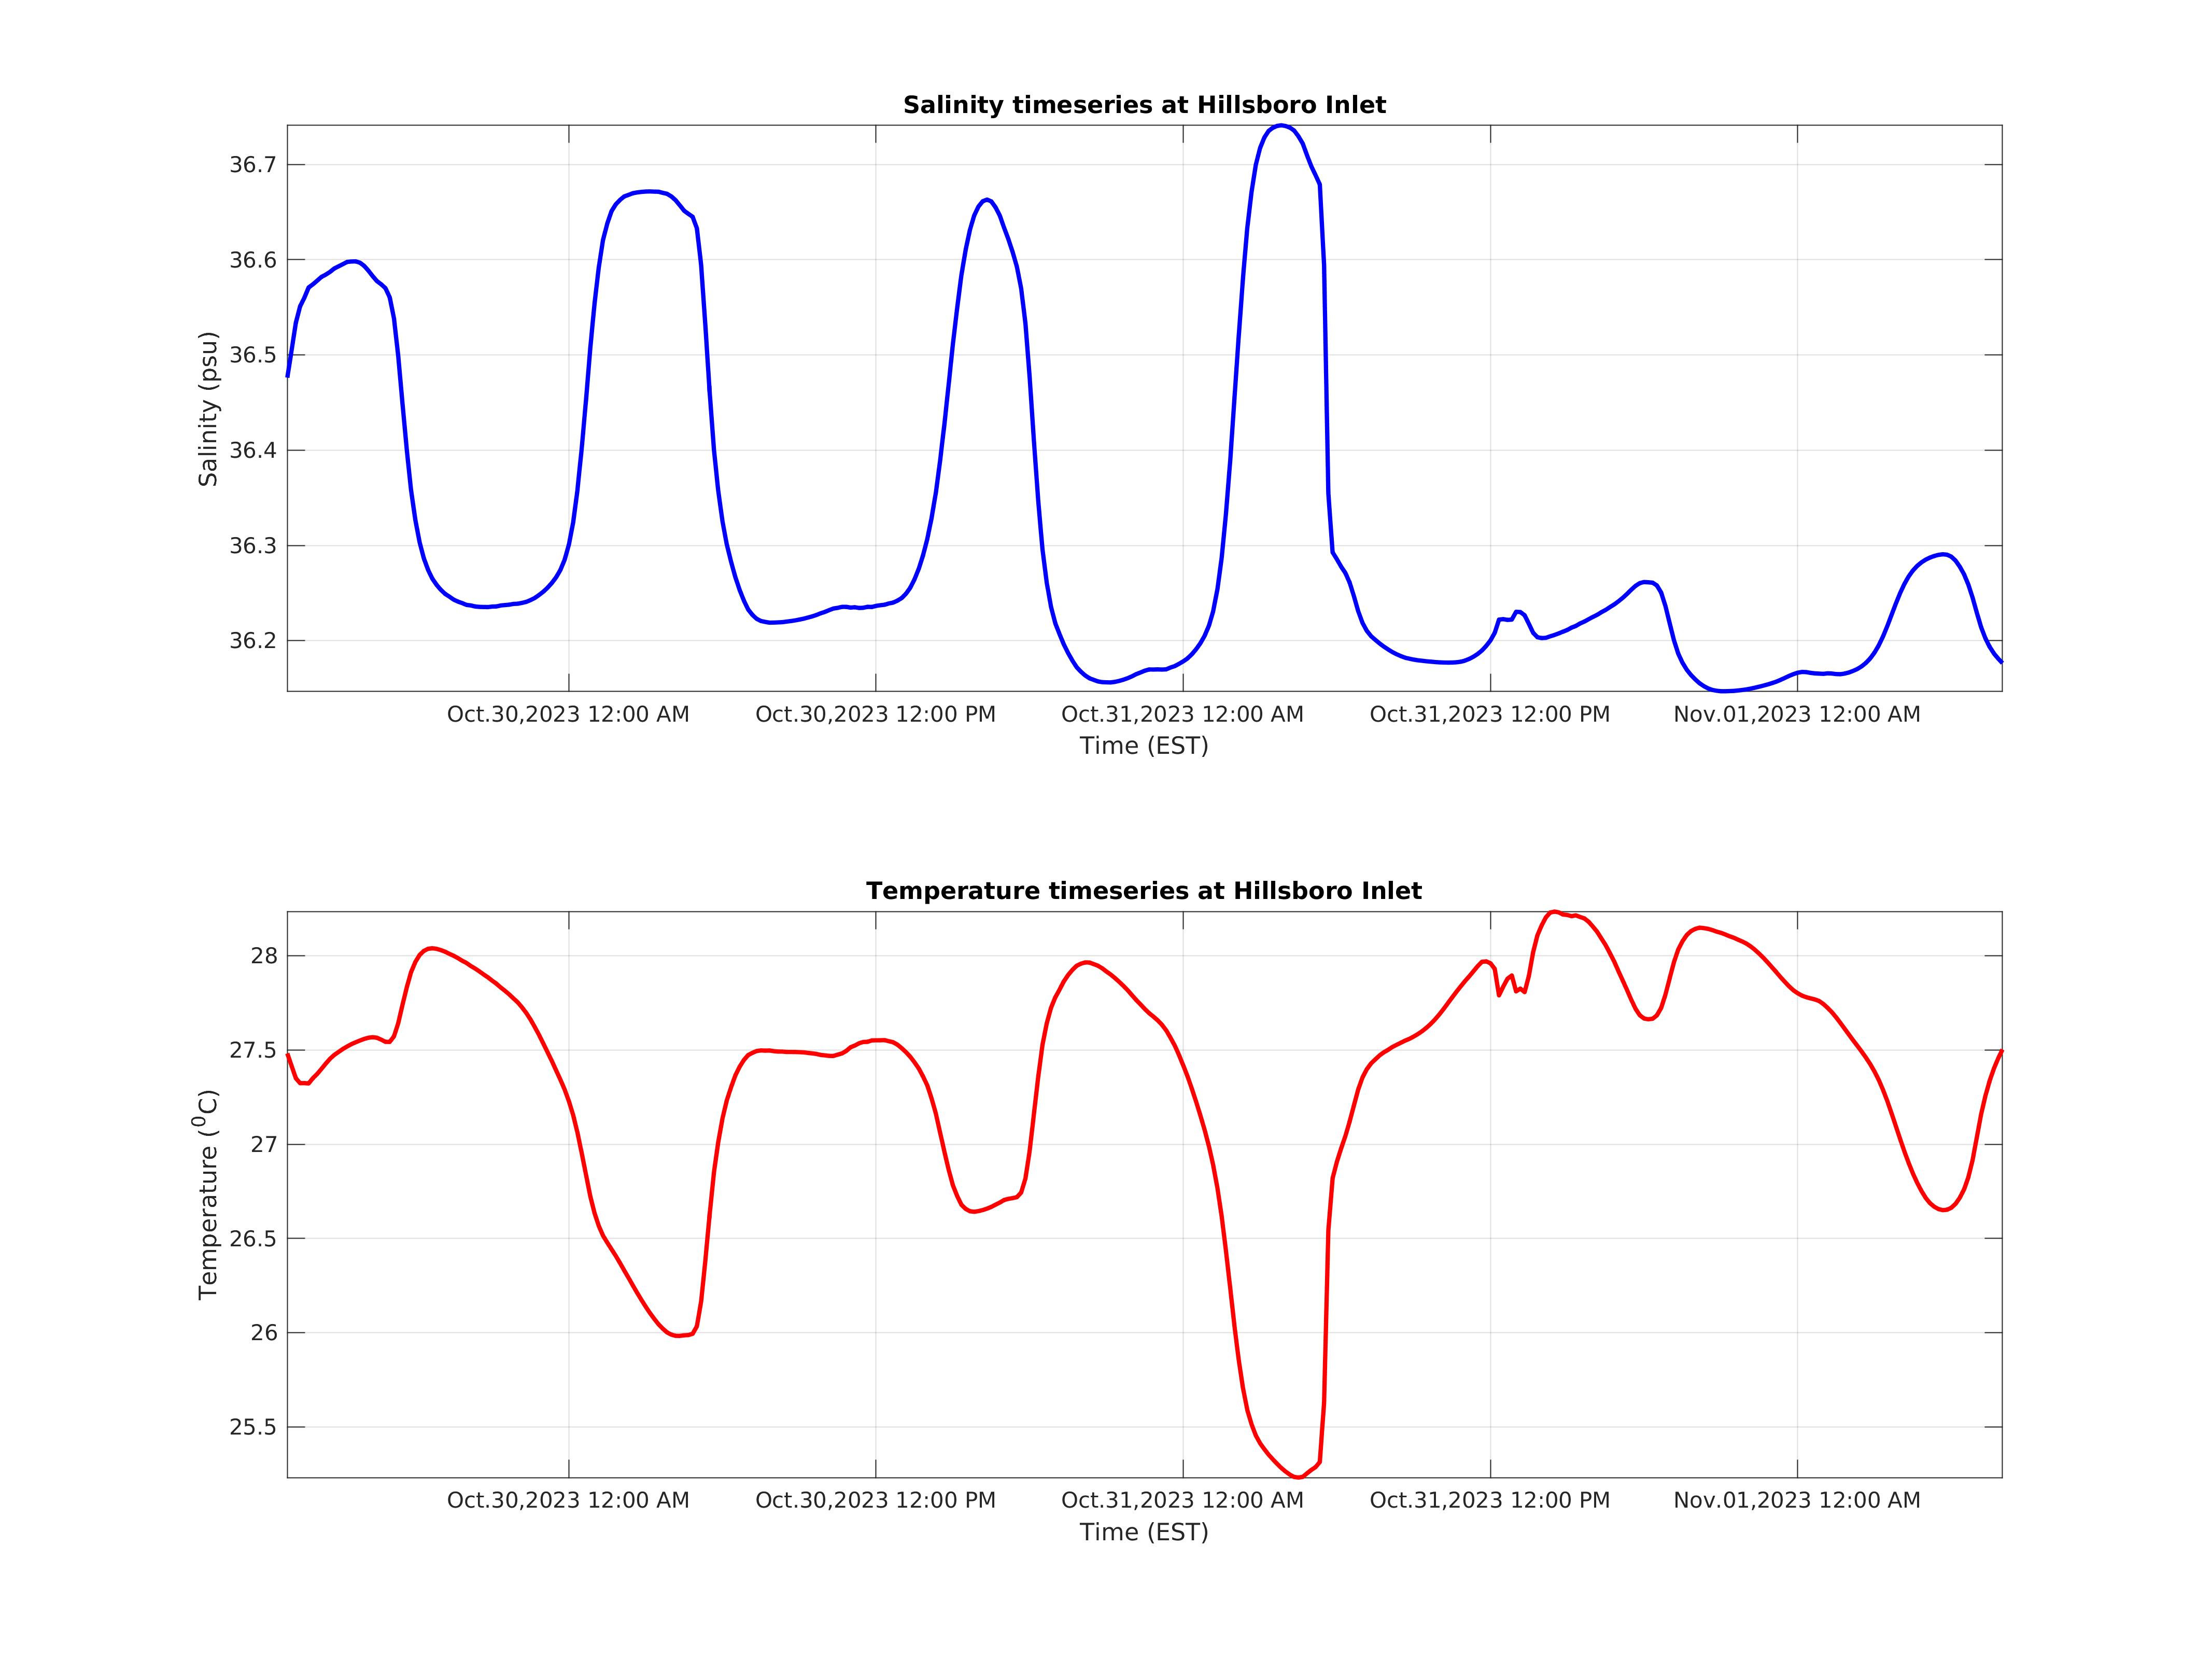 Salinity timeseries at Hillsboro Inlet
36.7
36.6
36.5
36.4
36.3
36.2
Salinity (psu)
Oct.30,2023 12:00 AM Oct.30,2023 12:00 PM Oct.31,2023 12:00 AM Oct.31,2023 12:00 PM Nov.01,2023 12:00 AM
Time (EST)
Temperature timeseries at Hillsboro Inlet
28
27.5
27
26.5
26
25.5
Temperature (⁰C)
Oct.30,2023 12:00 AM Oct.30,2023 12:00 PM Oct.31,2023 12:00 AM Oct.31,2023 12:00 PM Nov.01,2023 12:00 AM
Time (EST)